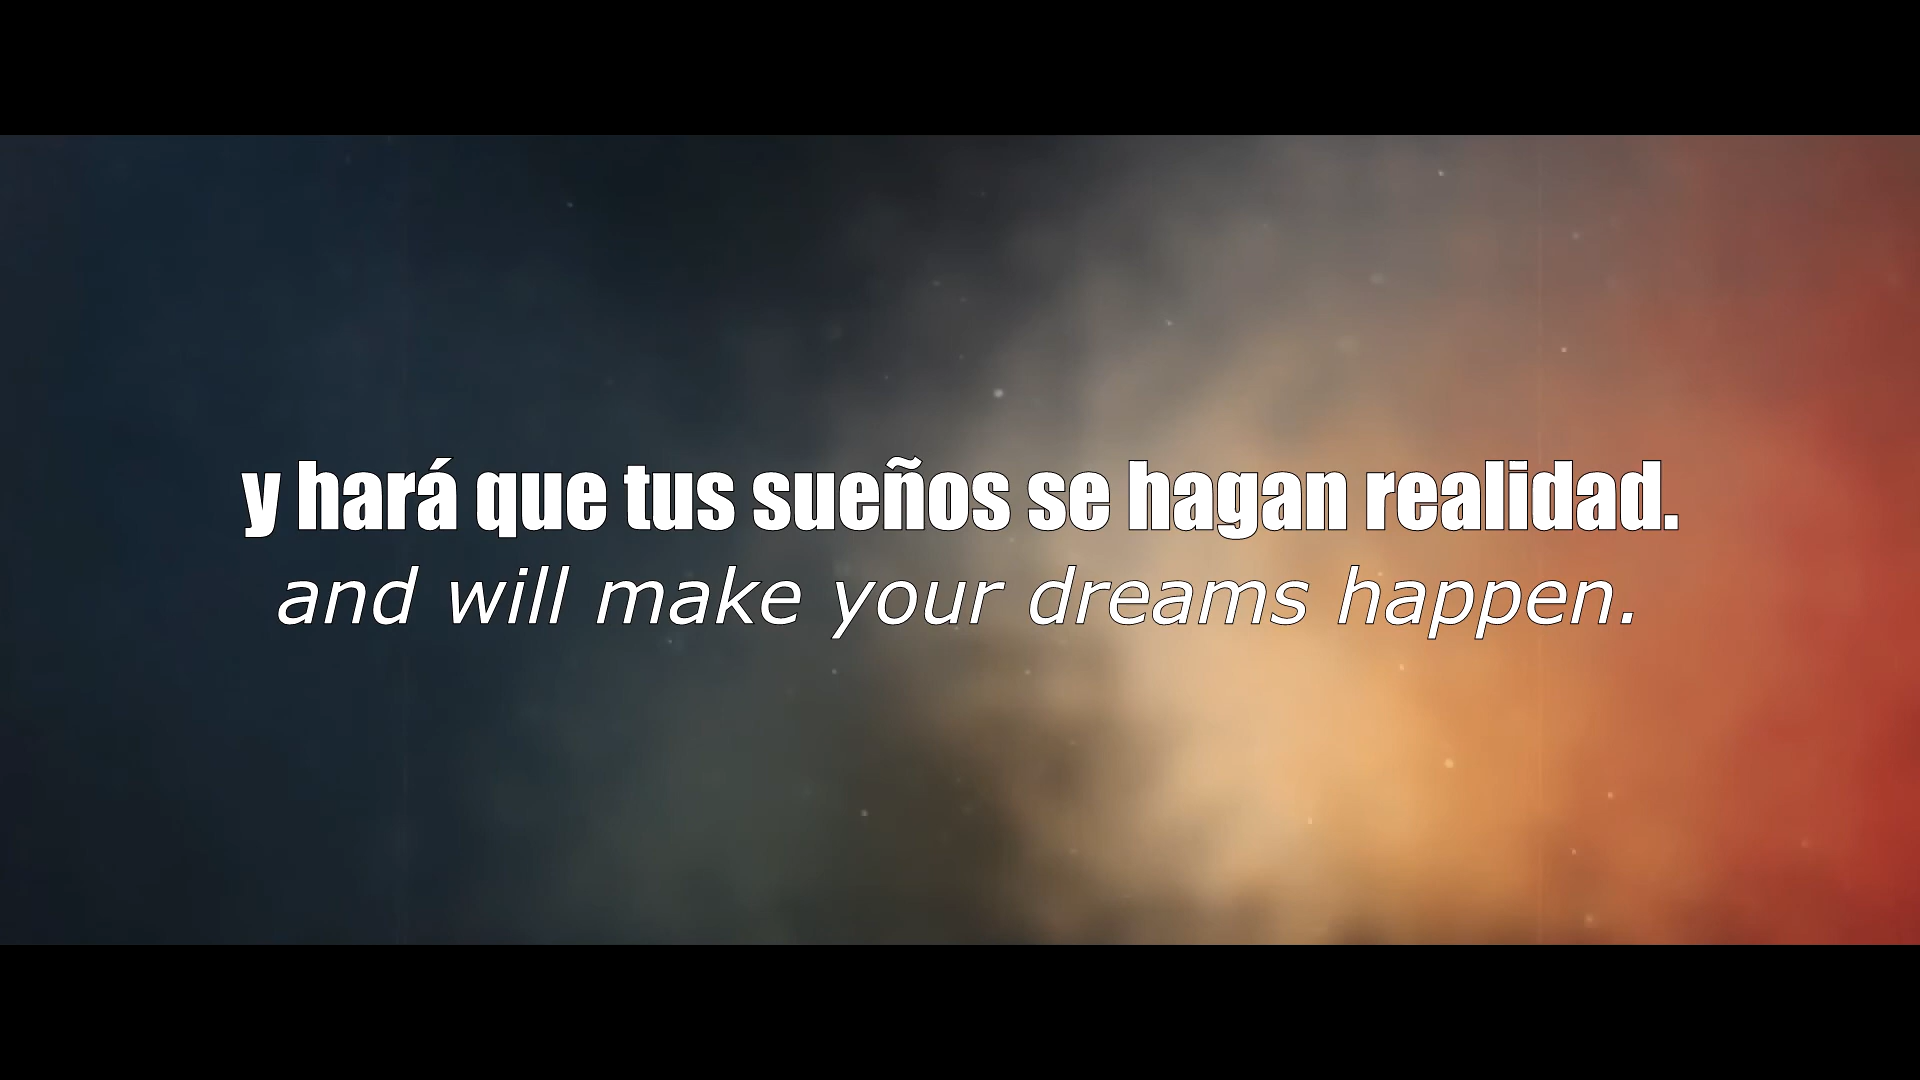 y hará que tus sueños se hagan realidad.
and will make your dreams happen.